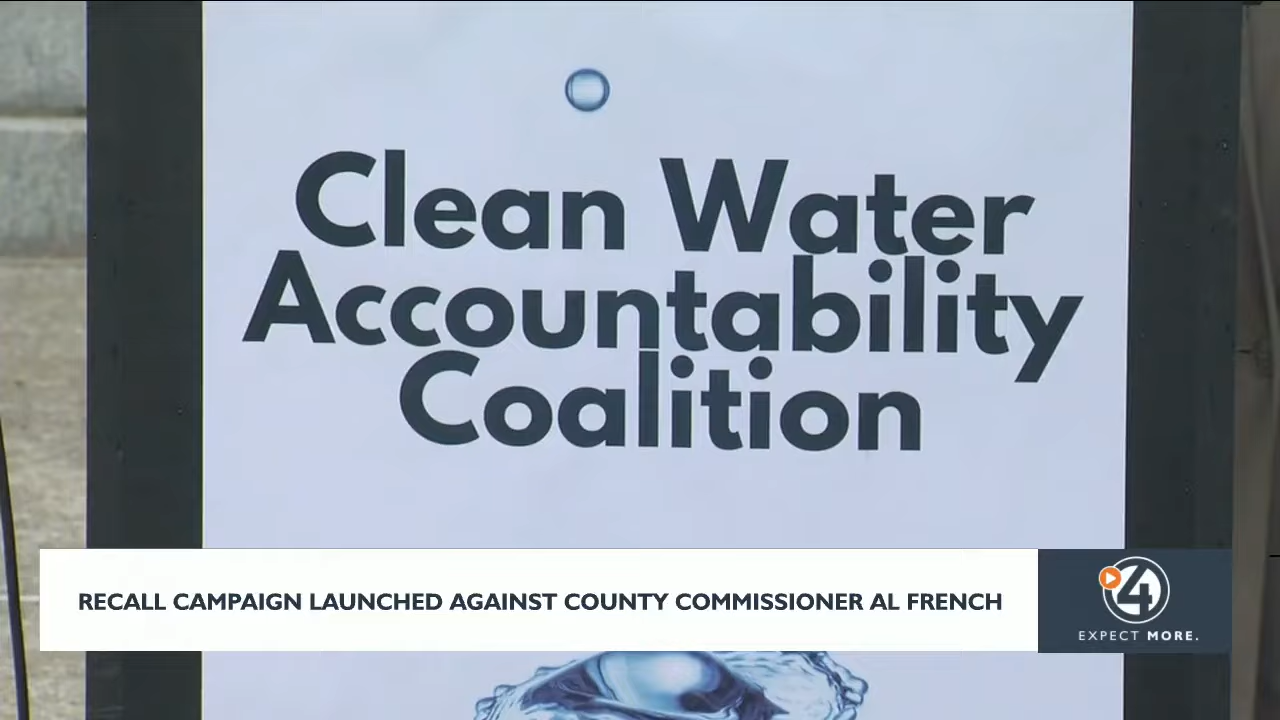 Clean Water
Accountability
Coalition
RECALL CAMPAIGN LAUNCHED AGAINST COUNTY COMMISSIONER AL FRENCH
4
EXPECT MORE.